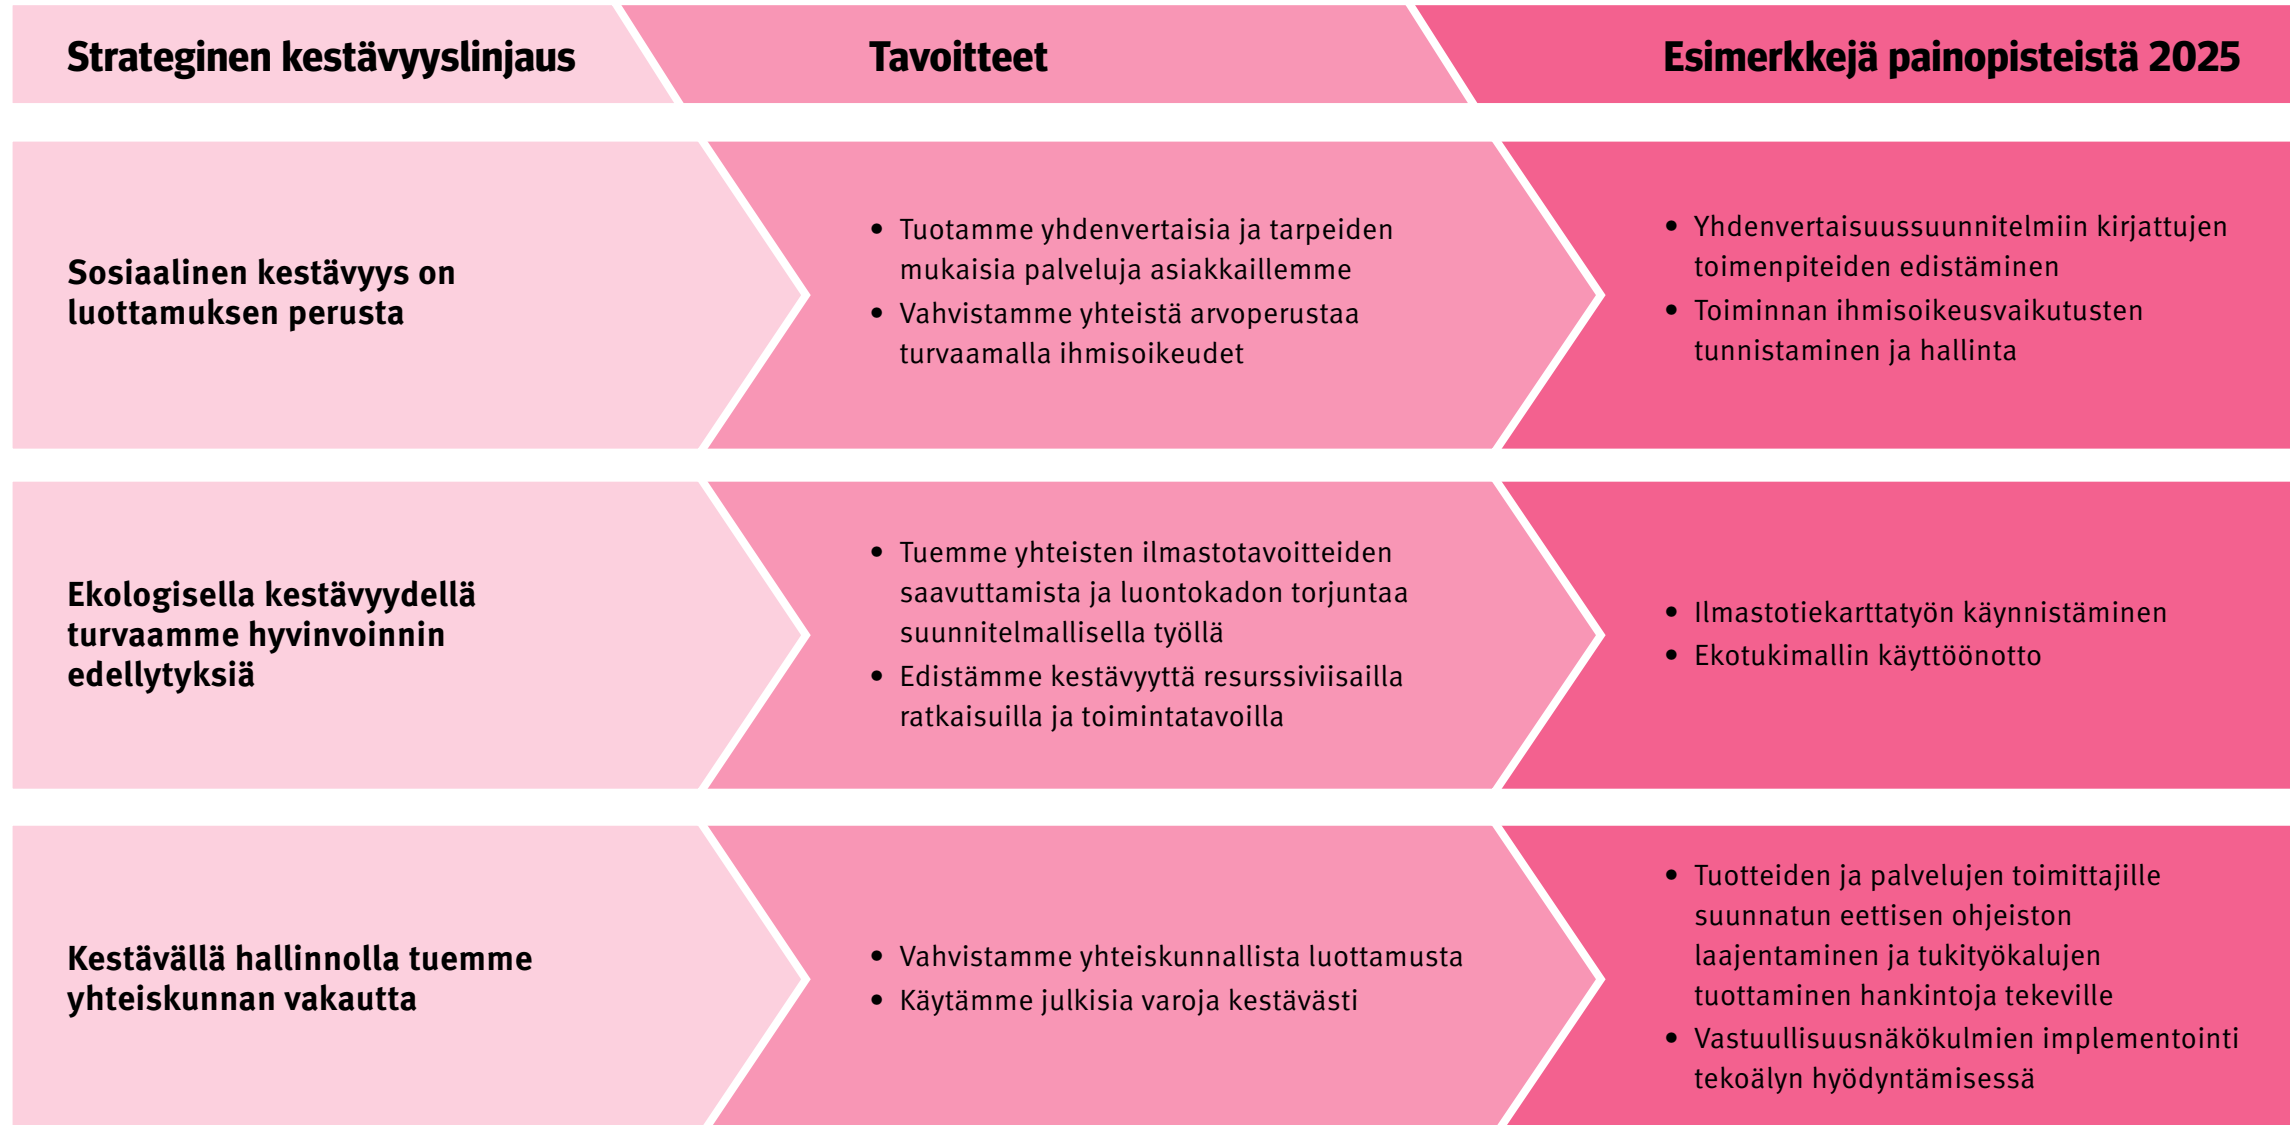 Strateginen kestävyyslinjaus
Tavoitteet
Esimerkkejä painopisteistä 2025
Sosiaalinen kestävyys on
luottamuksen perusta
• Tuotamme yhdenvertaisia ja tarpeiden
mukaisia palveluja asiakkaillemme
• Vahvistamme yhteistä arvoperustaa
turvaamalla ihmisoikeudet
• Yhdenvertaisuussuunnitelmiin kirjattujen
toimenpiteiden edistäminen
• Toiminnan ihmisoikeusvaikutusten
tunnistaminen ja hallinta
Ekologisella kestävyydellä
turvaamme hyvinvoinnin
edellytyksiä
• Tuemme yhteisten ilmastotavoitteiden
saavuttamista ja luontokadon torjuntaa
suunnitelmallisella työllä
• Edistämme kestävyyttä resurssiviisailla
ratkaisuilla ja toimintatavoilla
• Ilmastotiekarttatyön käynnistäminen
• Ekotukimallin käyttöönotto
Kestävällä hallinnolla tuemme
yhteiskunnan vakautta
• Vahvistamme yhteiskunnallista luottamusta
• Käytämme julkisia varoja kestävästi
• Tuotteiden ja palvelujen toimittajille
suunnatun eettisen ohjeiston
laajentaminen ja tukityökalujen
tuottaminen hankintoja tekeville
• Vastuullisuusnäkökulmien implementointi
tekoälyn hyödyntämisessä